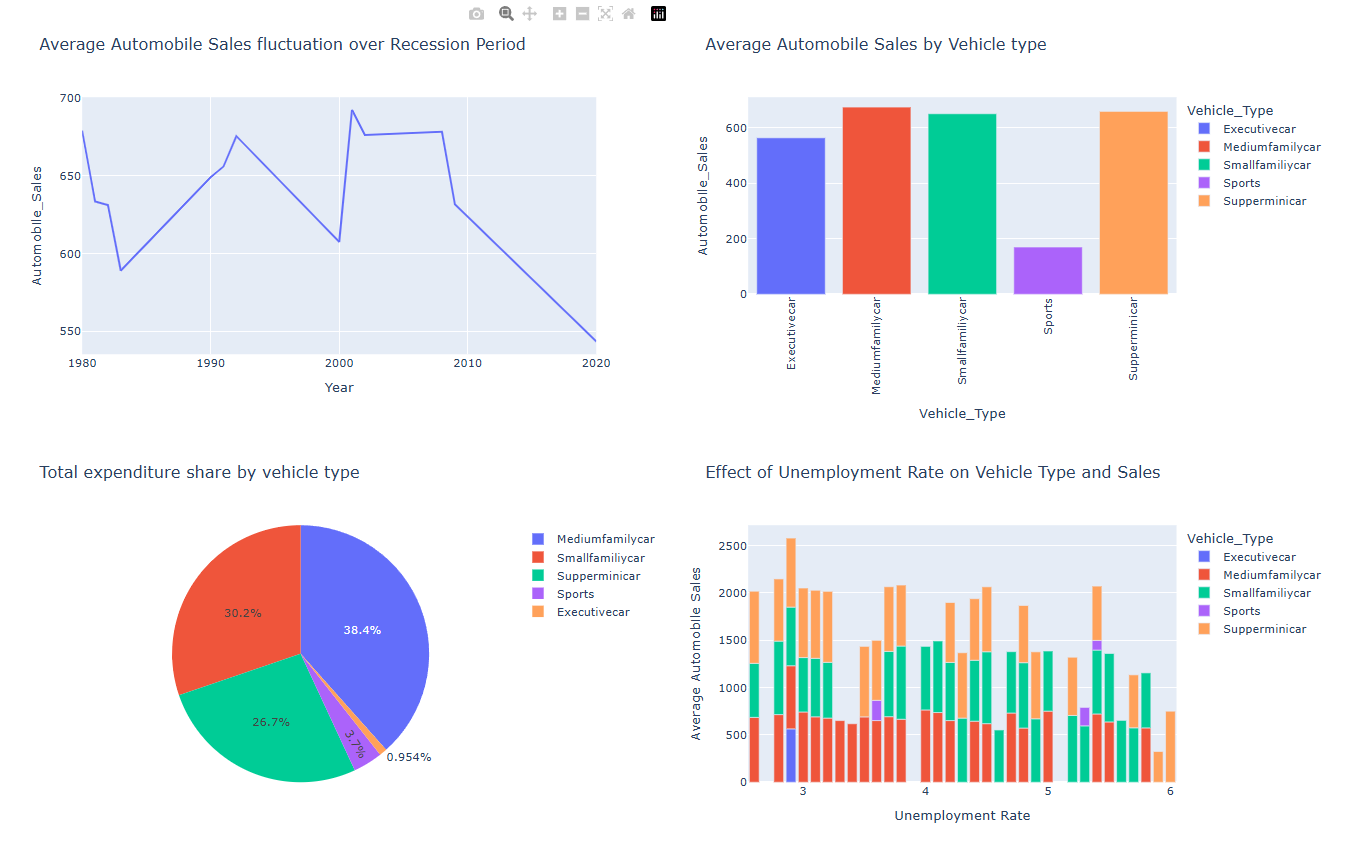 Average Automobile Sales fluctuation over Recession Period
700
650
600
550
Automobile_Sales
1980
1990
2000
2010
2020
Year
Average Automobile Sales by Vehicle type
600
400
200
0
Automobile_Sales
Executivecar
Mediumfamilycar
Smallfamiliycar
Sports
Supperminicar
Vehicle_Type
Vehicle_Type
Executivecar
Mediumfamilycar
Smallfamiliycar
Sports
Supperminicar
Total expenditure share by vehicle type
30.2%
38.4%
26.7%
3.7%
0.954%
Mediumfamilycar
Smallfamiliycar
Supperminicar
Sports
Executivecar
Effect of Unemployment Rate on Vehicle Type and Sales
2500
2000
1500
1000
500
0
Average Automobile Sales
3
4
5
6
Unemployment Rate
Vehicle_Type
Executivecar
Mediumfamilycar
Smallfamiliycar
Sports
Supperminicar